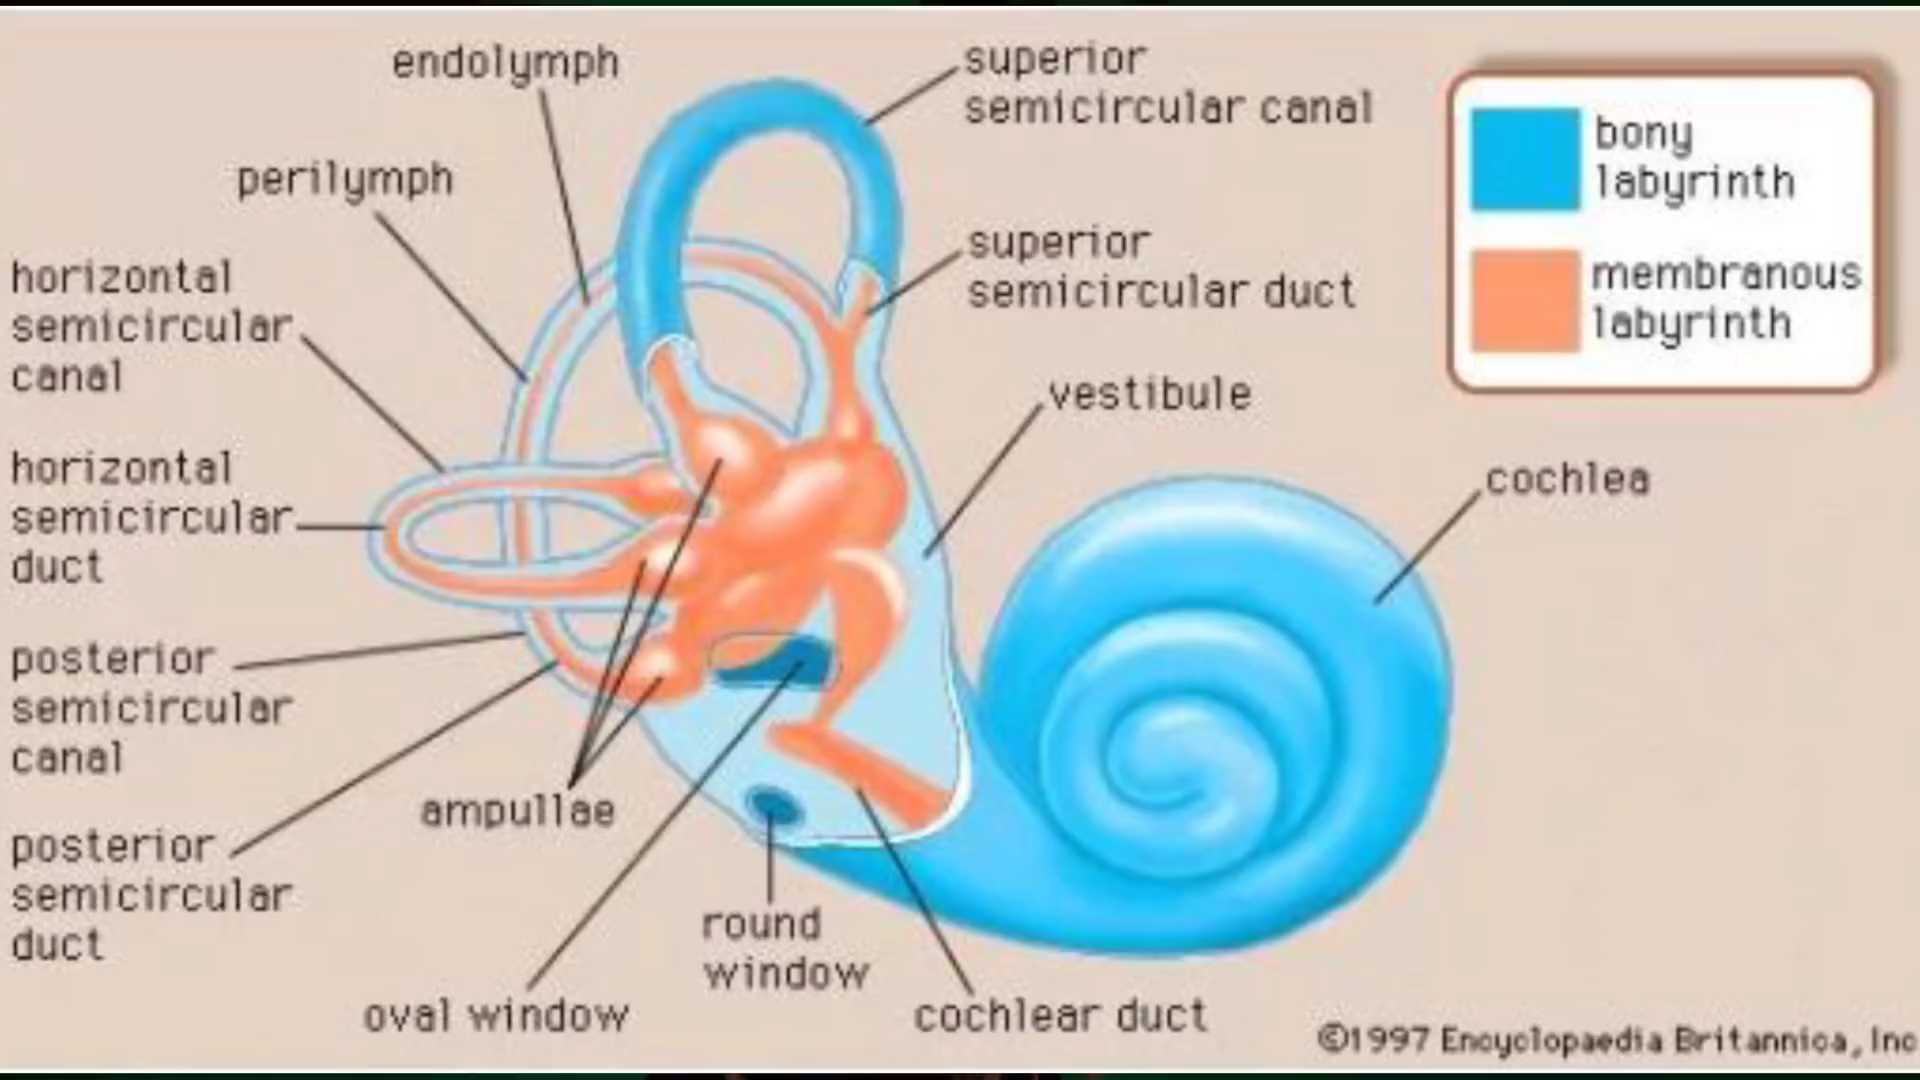 endolymph
superior
semicircular canal
bony
labyrinth
perilymph
membranous
labyrinth
horizontal
semicircular
canal
superior
semicircular duct
vestibule
cochlea
horizontal
semicircular
duct
posterior
semicircular
canal
ampullae
posterior
semicircular
duct
round
window
oval window
cochlear duct
©1997 Encyclopaedia Britannica, Inc